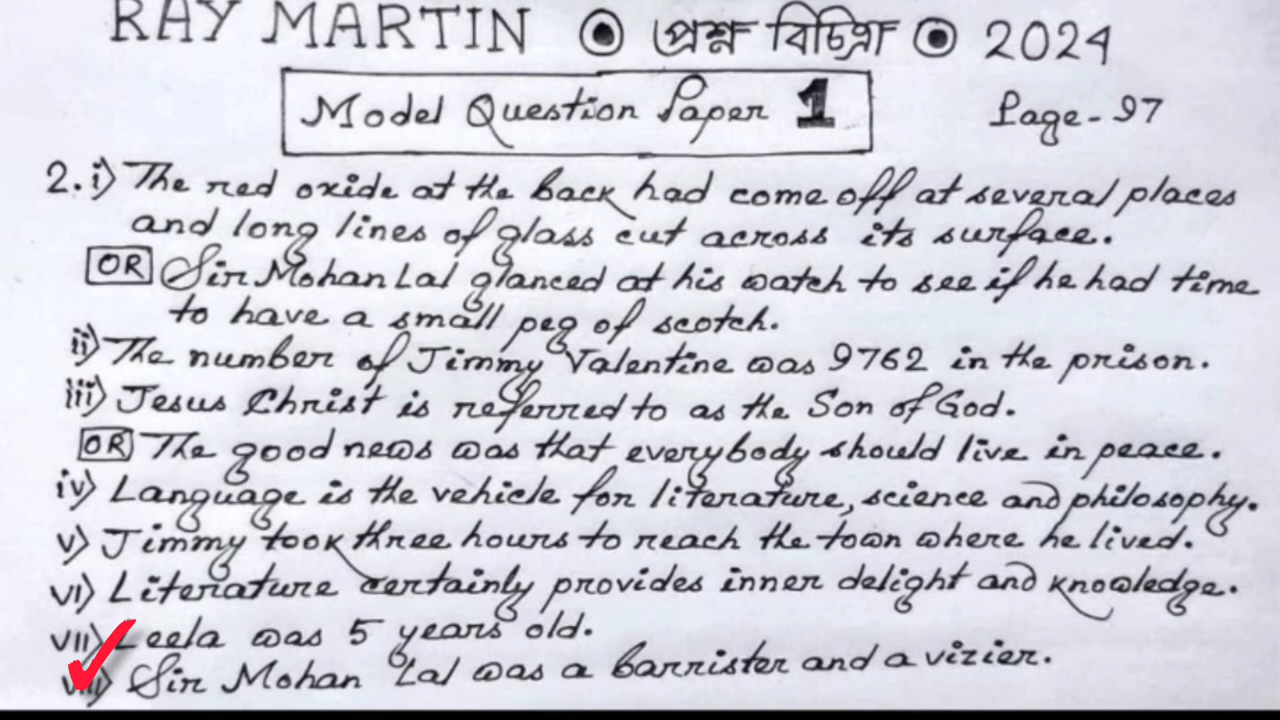 RAY MARTIN ⦿ প্রশ্ন বিচিত্রা ⦿ 2024
Model Question Paper 1 Page-97
2. i) The red oxide at the back had come off at several places
and long lines of glass cut across its surface.
OR Sir Mohan Lal glanced at his watch to see if he had time
to have a small peg of scotch.
ii) The number of Jimmy Valentine was 9762 in the prison.
iii) Jesus Christ is referred to as the Son of God.
OR The good news was that everybody should live in peace.
iv) Language is the vehicle for literature, science and philosophy.
v) Jimmy took three hours to reach the town where he lived.
vi) Literature certainly provides inner delight and knowledge.
vii) Leela was 5 years old.
viii) Sir Mohan Lal was a barrister and a vizier.